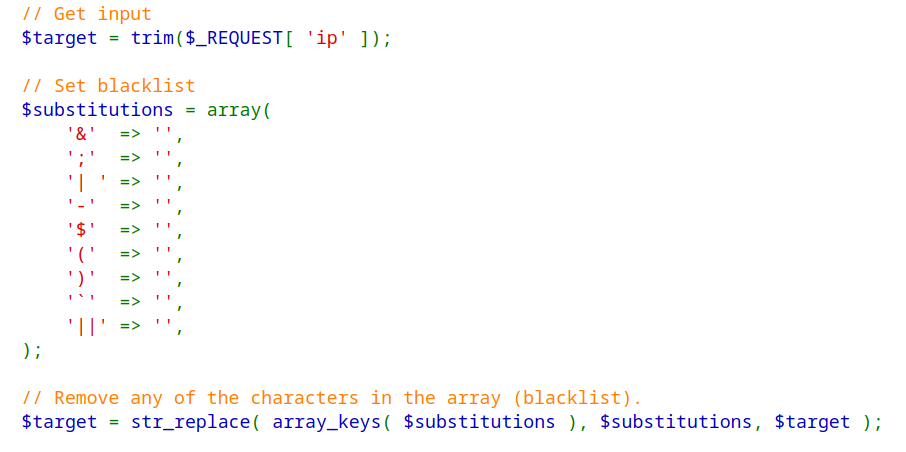 // Get input
$target = trim($_REQUEST[ 'ip' ]);
// Set blacklist
$substitutions = array(
    '&'  => '',
    ';'  => '',
    '| ' => '',
    '-'  => '',
    '$'  => '',
    '('  => '',
    ')'  => '',
    '`'  => '',
    '||' => '',
);
// Remove any of the characters in the array (blacklist).
$target = str_replace( array_keys( $substitutions ), $substitutions, $target );